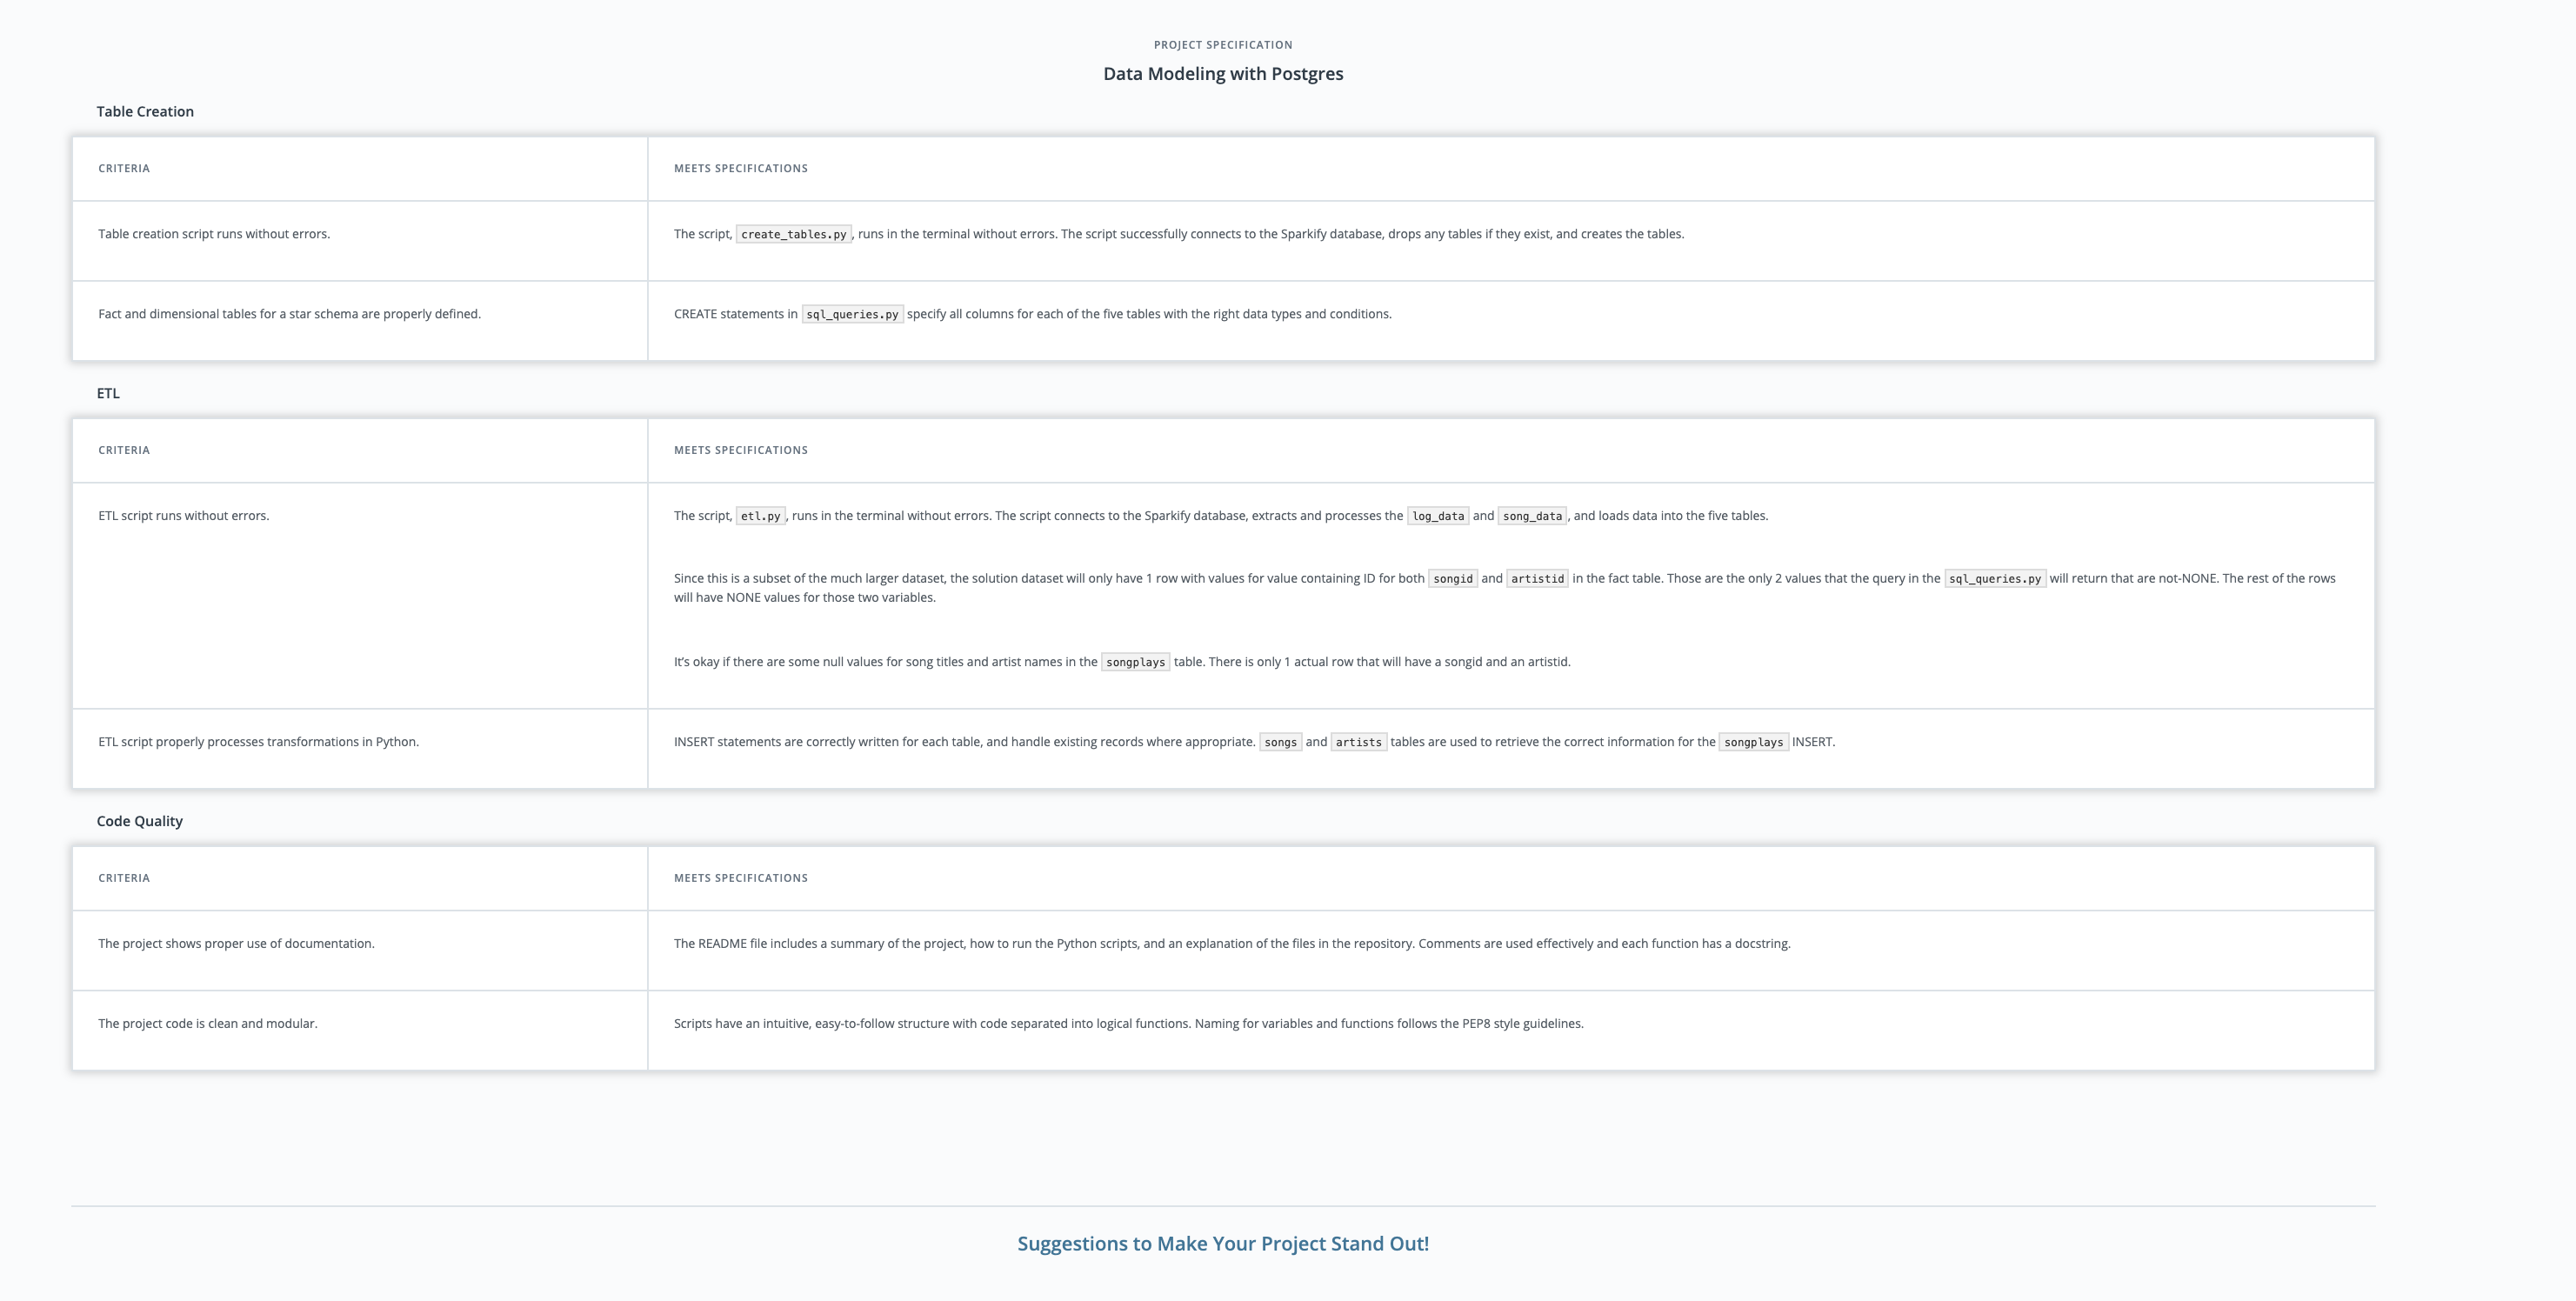 PROJECT SPECIFICATION
Data Modeling with Postgres
Table Creation
CRITERIA
MEETS SPECIFICATIONS
Table creation script runs without errors.
The script, create_tables.py, runs in the terminal without errors. The script successfully connects to the Sparkify database, drops any tables if they exist, and creates the tables.
Fact and dimensional tables for a star schema are properly defined.
CREATE statements in sql_queries.py specify all columns for each of the five tables with the right data types and conditions.
ETL
CRITERIA
MEETS SPECIFICATIONS
ETL script runs without errors.
The script, etl.py, runs in the terminal without errors. The script connects to the Sparkify database, extracts and processes the log_data and song_data, and loads data into the five tables.
Since this is a subset of the much larger dataset, the solution dataset will only have 1 row with values for value containing ID for both songid and artistid in the fact table. Those are the only 2 values that the query in the sql_queries.py will return that are not-NONE. The rest of the rows
will have NONE values for those two variables.
It’s okay if there are some null values for song titles and artist names in the songplays table. There is only 1 actual row that will have a songid and an artistid.
ETL script properly processes transformations in Python.
INSERT statements are correctly written for each table, and handle existing records where appropriate. songs and artists tables are used to retrieve the correct information for the songplays INSERT.
Code Quality
CRITERIA
MEETS SPECIFICATIONS
The project shows proper use of documentation.
The README file includes a summary of the project, how to run the Python scripts, and an explanation of the files in the repository. Comments are used effectively and each function has a docstring.
The project code is clean and modular.
Scripts have an intuitive, easy-to-follow structure with code separated into logical functions. Naming for variables and functions follows the PEP8 style guidelines.
Suggestions to Make Your Project Stand Out!